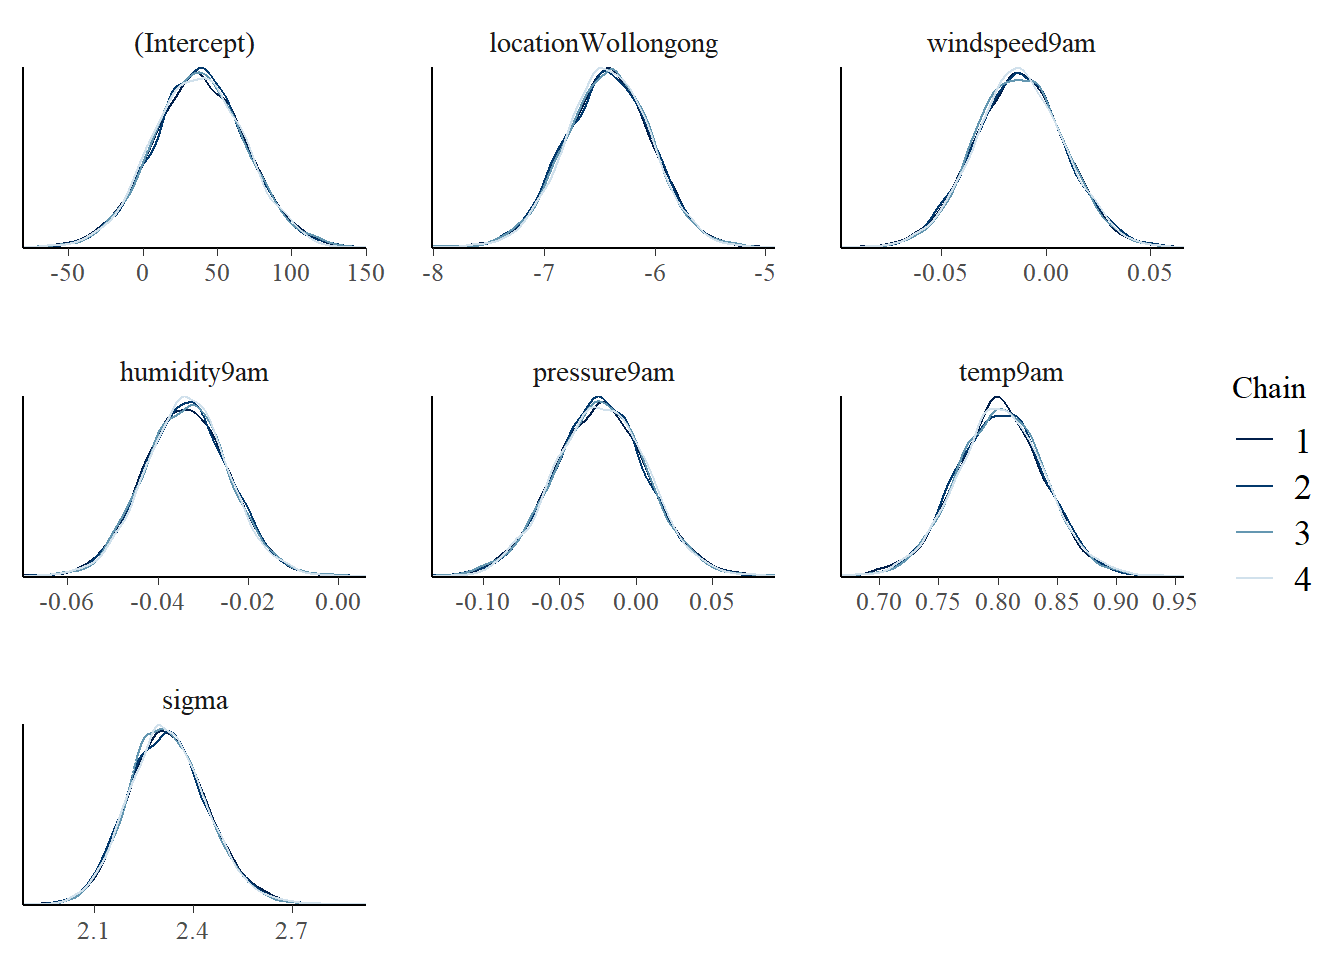 (Intercept) locationWollongong windspeed9am
-50 0 50 100 150 -8 -7 -6 -5 -0.05 0.00 0.05
humidity9am pressure9am temp9am
-0.06 -0.04 -0.02 0.00 -0.10 -0.05 0.00 0.05 0.70 0.75 0.80 0.85 0.90 0.95
Chain
1
2
3
4
sigma
2.1 2.4 2.7